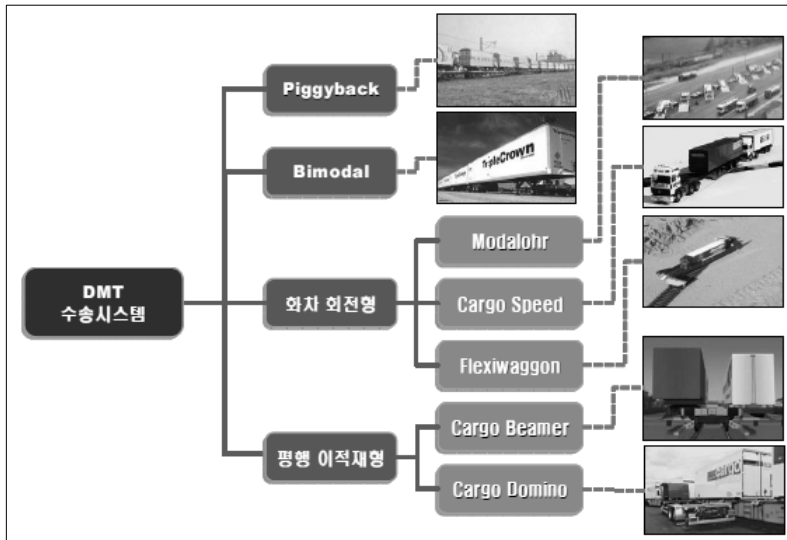 Piggyback
Bimodal
TripleCrown
Modalohr
DMT
수송시스템
화차 회전형
Cargo Speed
Flexiwaggon
평행 이적재형
Cargo Beamer
Cargo Domino
cargo